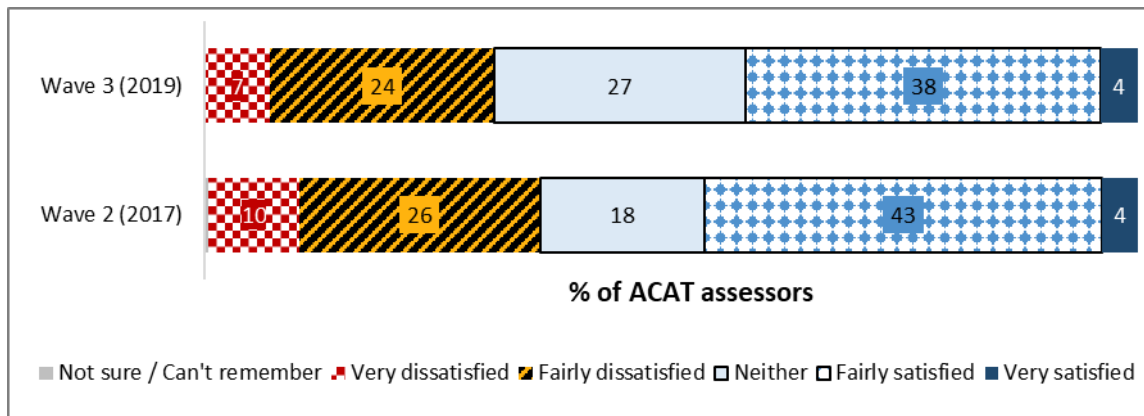 Wave 3 (2019) 7 24 27 38 4
Wave 2 (2017) 10 26 18 43 4
% of ACAT assessors
Not sure / Can't remember Very dissatisfied Fairly dissatisfied Neither Fairly satisfied Very satisfied